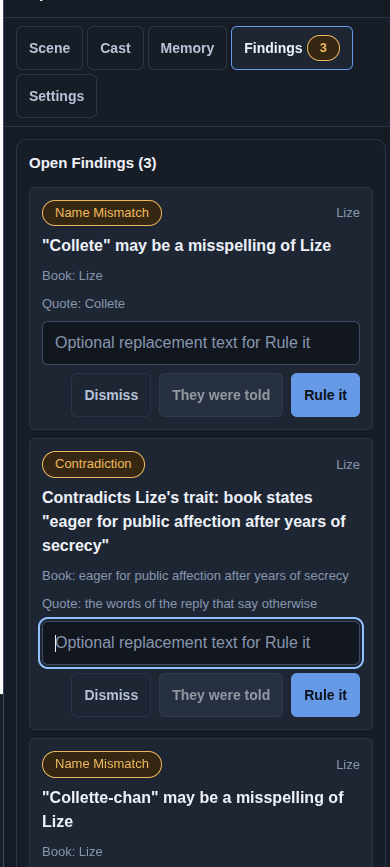 Scene
Cast
Memory
Findings 3
Settings
Open Findings (3)
Name Mismatch
Lize
"Collete" may be a misspelling of Lize
Book: Lize
Quote: Collete
Optional replacement text for Rule it
Dismiss
They were told
Rule it
Contradiction
Lize
Contradicts Lize's trait: book states
"eager for public affection after years of
secrecy"
Book: eager for public affection after years of secrecy
Quote: the words of the reply that say otherwise
Optional replacement text for Rule it
Dismiss
They were told
Rule it
Name Mismatch
Lize
"Collette-chan" may be a misspelling of
Lize
Book: Lize